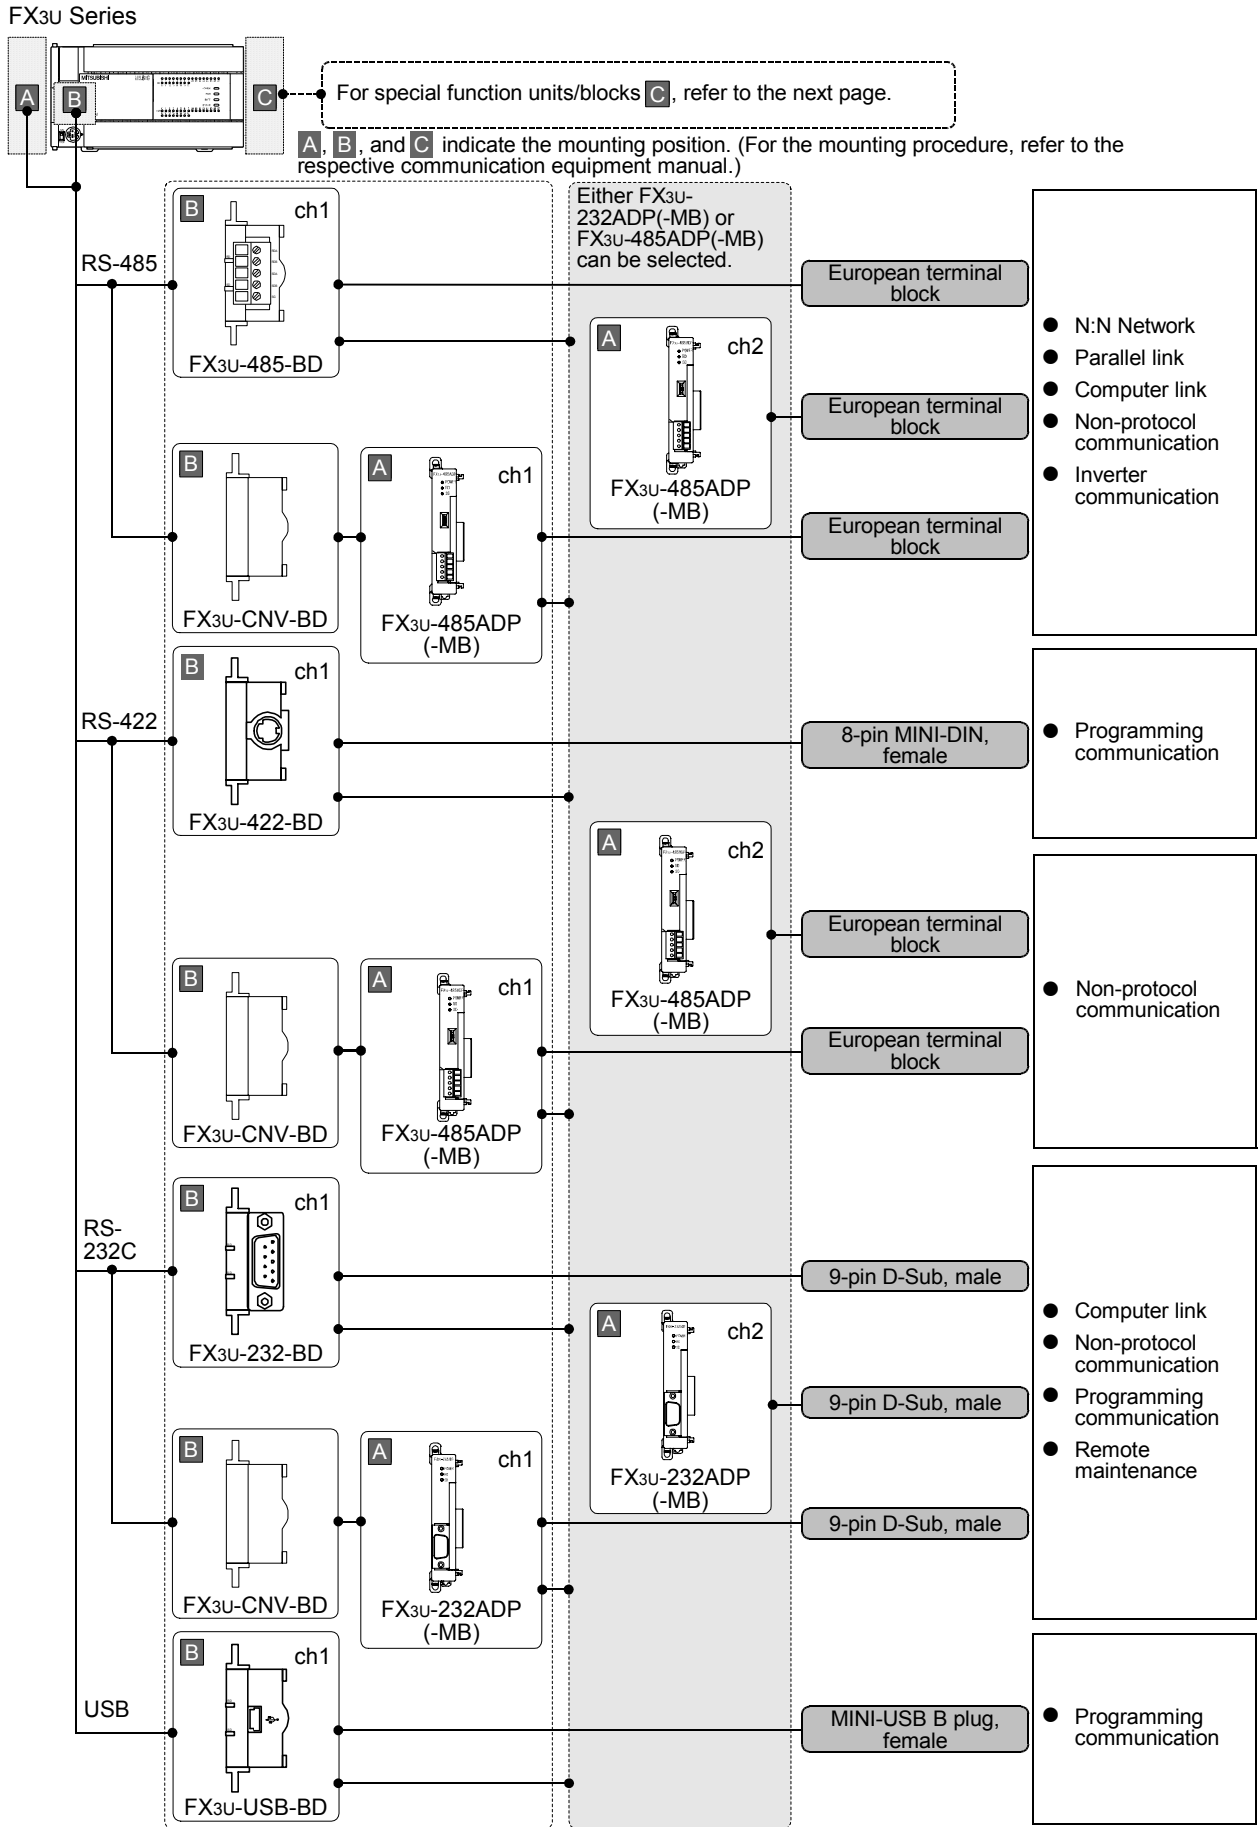 FX3U Series
MITSUBISHI
A
B
C
For special function units/blocks C, refer to the next page.
A, B, and C indicate the mounting position. (For the mounting procedure, refer to the
respective communication equipment manual.)
Either FX3U-
232ADP(-MB) or
FX3U-485ADP(-MB)
can be selected.
RS-485
B
ch1
FX3U-485-BD
European terminal
block
A
ch2
FX3U-485ADP
(-MB)
European terminal
block
B
FX3U-CNV-BD
A
ch1
FX3U-485ADP
(-MB)
European terminal
block
● N:N Network
● Parallel link
● Computer link
● Non-protocol
communication
● Inverter
communication
RS-422
B
ch1
FX3U-422-BD
8-pin MINI-DIN,
female
● Programming
communication
A
ch2
FX3U-485ADP
(-MB)
European terminal
block
B
FX3U-CNV-BD
A
ch1
FX3U-485ADP
(-MB)
European terminal
block
● Non-protocol
communication
RS-
232C
B
ch1
FX3U-232-BD
9-pin D-Sub, male
A
ch2
FX3U-232ADP
(-MB)
9-pin D-Sub, male
B
FX3U-CNV-BD
A
ch1
FX3U-232ADP
(-MB)
9-pin D-Sub, male
● Computer link
● Non-protocol
communication
● Programming
communication
● Remote
maintenance
USB
B
ch1
FX3U-USB-BD
MINI-USB B plug,
female
● Programming
communication